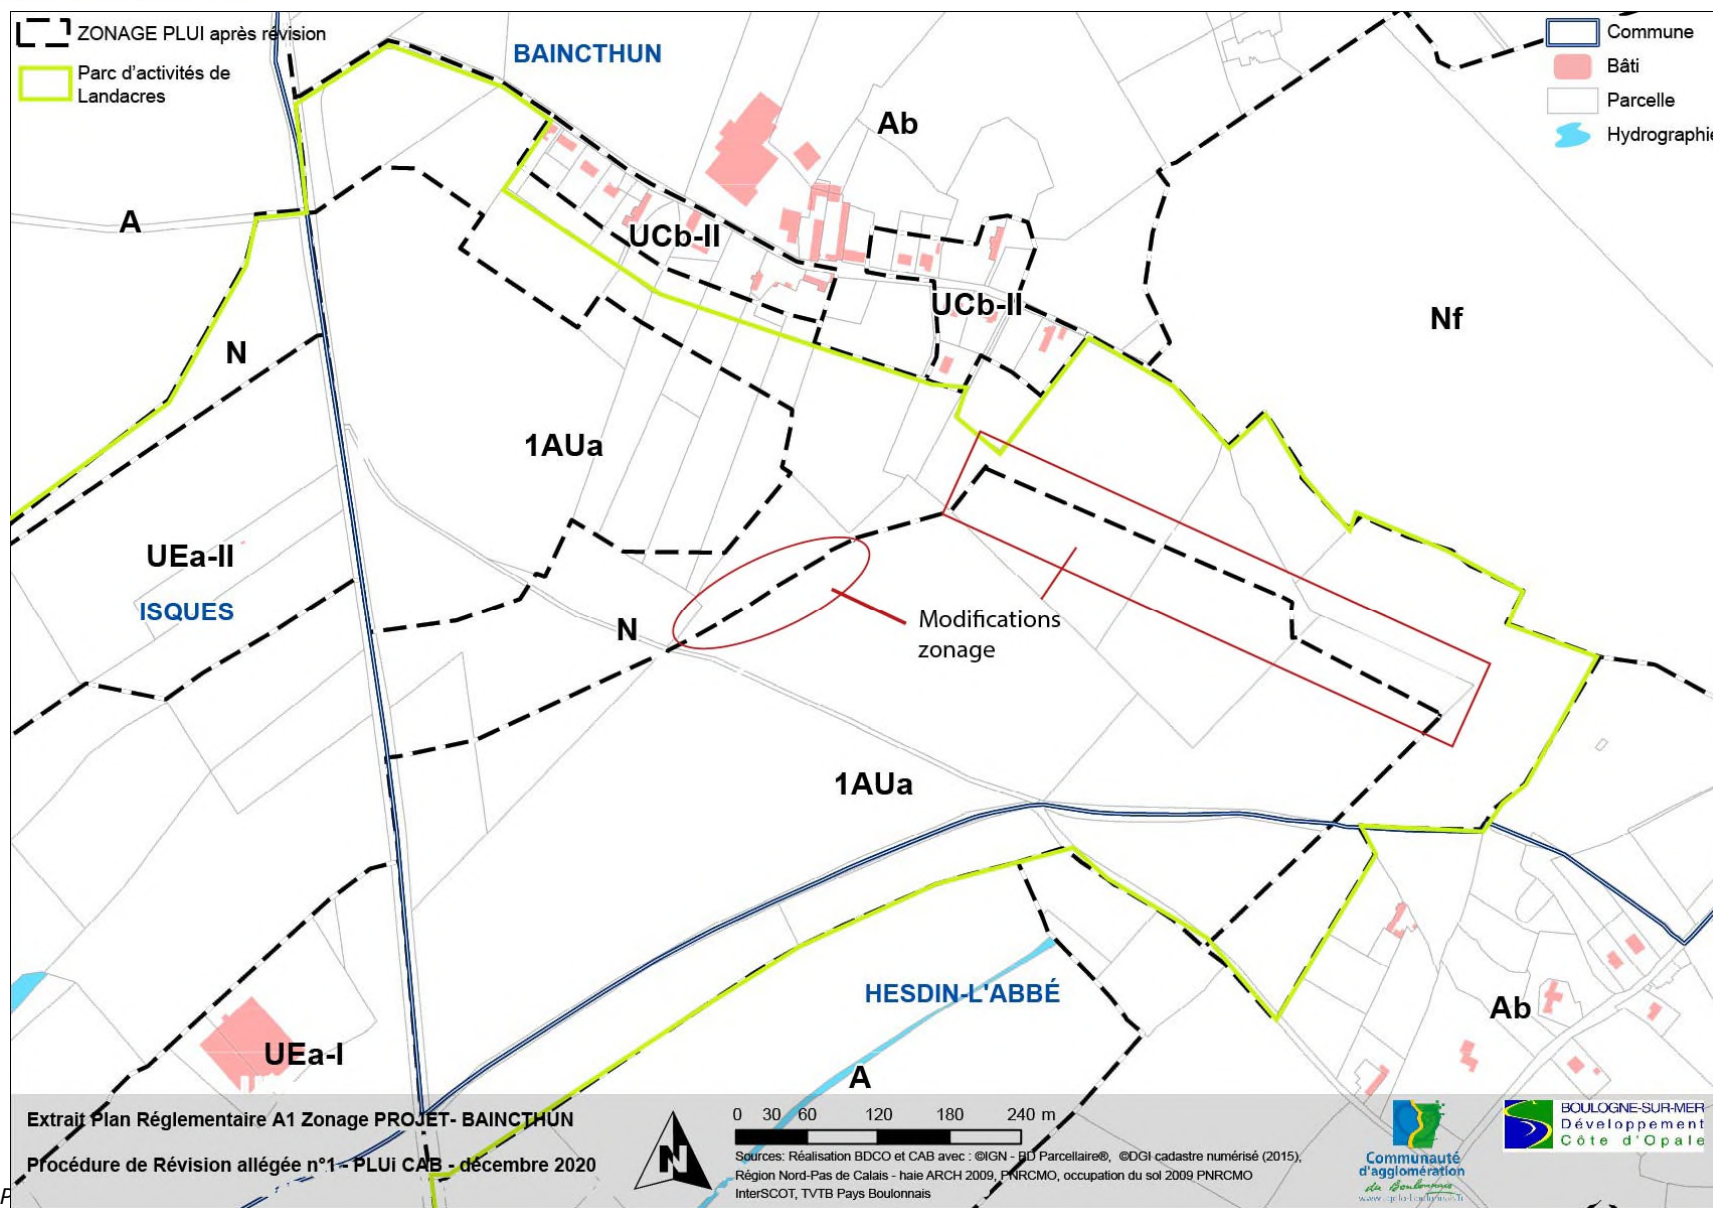 ZONAGE PLUI après révision
Parc d'activités de
Landacres
BAINCTHUN
Commune
Bâti
Parcelle
Hydrographie
Ab
A
UCb-II
UCb-II
Nf
N
1AUa
UEa-II
ISQUES
N
Modifications
zonage
1AUa
HESDIN-L'ABBÉ
Ab
UEa-I
A
Extrait Plan Réglementaire A1 Zonage PROJET- BAINCTHUN
Procédure de Révision allégée n°1 - PLUi CAB - décembre 2020
N
0 30 60 120 180 240 m
Sources: Réalisation BDCO et CAB avec : ©IGN - BD Parcellaire®, ©DGI cadastre numérisé (2015),
Région Nord-Pas de Calais - haie ARCH 2009, PNRCMO, occupation du sol 2009 PNRCMO
InterSCOT, TVTB Pays Boulonnais
Communauté
d'agglomération
du Boulonnais
BOULOGNE-SUR-MER
Développement
Côte d'Opale
P